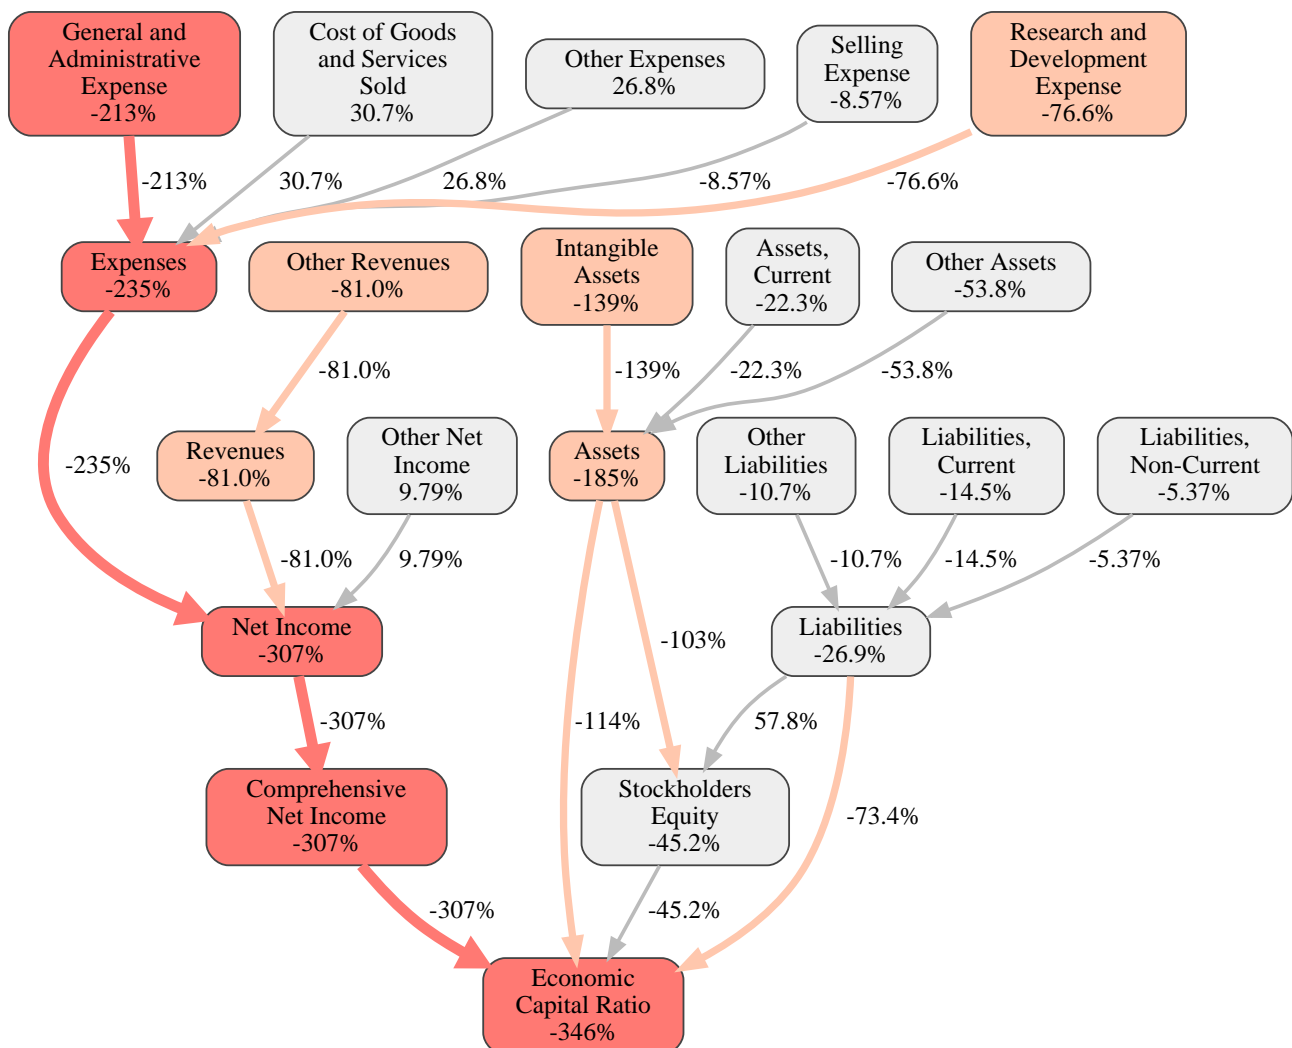 General and
Administrative
Expense
-213%
Cost of Goods
and Services
Sold
30.7%
Other Expenses
26.8%
Selling
Expense
-8.57%
Research and
Development
Expense
-76.6%
-213%
30.7%
26.8%
-8.57%
-76.6%
Expenses
-235%
Other Revenues
-81.0%
Intangible
Assets
-139%
Assets,
Current
-22.3%
Other Assets
-53.8%
-81.0%
-139%
-22.3%
-53.8%
-235%
Revenues
-81.0%
Other Net
Income
9.79%
Assets
-185%
Other
Liabilities
-10.7%
Liabilities,
Current
-14.5%
Liabilities,
Non-Current
-5.37%
-81.0%
9.79%
-10.7%
-14.5%
-5.37%
Net Income
-307%
-103%
Liabilities
-26.9%
-307%
-114%
57.8%
Comprehensive
Net Income
-307%
Stockholders
Equity
-45.2%
-73.4%
-307%
-45.2%
Economic
Capital Ratio
-346%